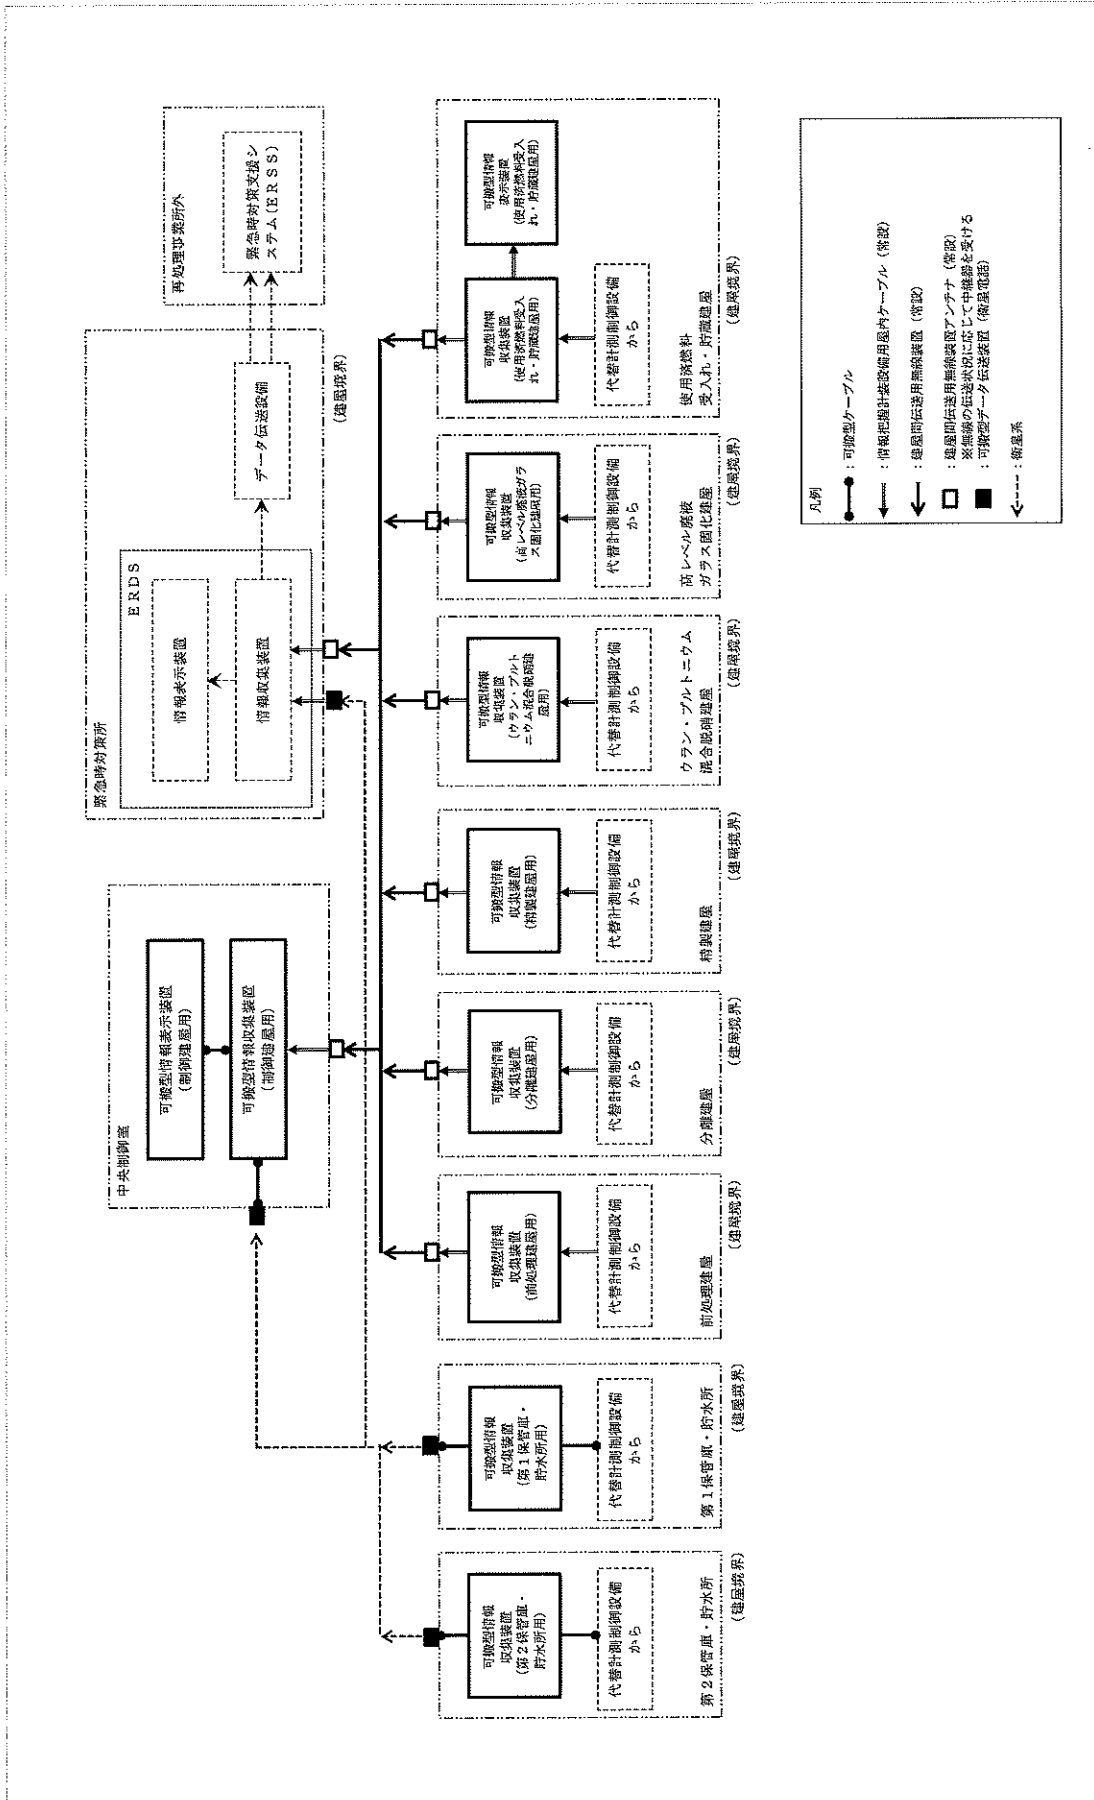 中央制御室
可搬型情報表示装置
(制御建屋用)
可搬型情報収集装置
(制御建屋用)
緊急時対策所
ERDS
情報表示装置
情報収集装置
データ伝送設備
(建屋境界)
再処理事業所外
緊急時対策支援シ
ステム(ERSS)
可搬型情報
収集装置
(第2保管庫・
貯水所用)
代替計測制御設備
から
第2保管庫・貯水所
(建屋境界)
可搬型情報
収集装置
(第1保管庫・
貯水所用)
代替計測制御設備
から
第1保管庫・貯水所
(建屋境界)
可搬型情報
収集装置
(前処理建屋用)
代替計測制御設備
から
前処理建屋
(建屋境界)
可搬型情報
収集装置
(分離建屋用)
代替計測制御設備
から
分離建屋
(建屋境界)
可搬型情報
収集装置
(精製建屋用)
代替計測制御設備
から
精製建屋
(建屋境界)
可搬型情報
収集装置
(ウラン・プルト
ニウム混合脱硝建
屋用)
代替計測制御設備
から
ウラン・プルトニウム
混合脱硝建屋
(建屋境界)
可搬型情報
収集装置
(高レベル廃液ガラ
ス固化建屋用)
代替計測制御設備
から
高レベル廃液
ガラス固化建屋
(建屋境界)
可搬型情報
収集装置
(使用済燃料受入
れ・貯蔵建屋用)
可搬型情報
表示装置
(使用済燃料受入
れ・貯蔵建屋用)
代替計測制御設備
から
使用済燃料
受入れ・貯蔵建屋
(建屋境界)
凡例
:可搬型ケーブル
:情報把握計装設備用屋内ケーブル(常設)
:建屋間伝送用無線装置(常設)
:建屋間伝送用無線装置アンテナ(常設)
※無線の伝送状況に応じて中継器を受ける
:可搬型データ伝送装置(衛星電話)
:衛星系